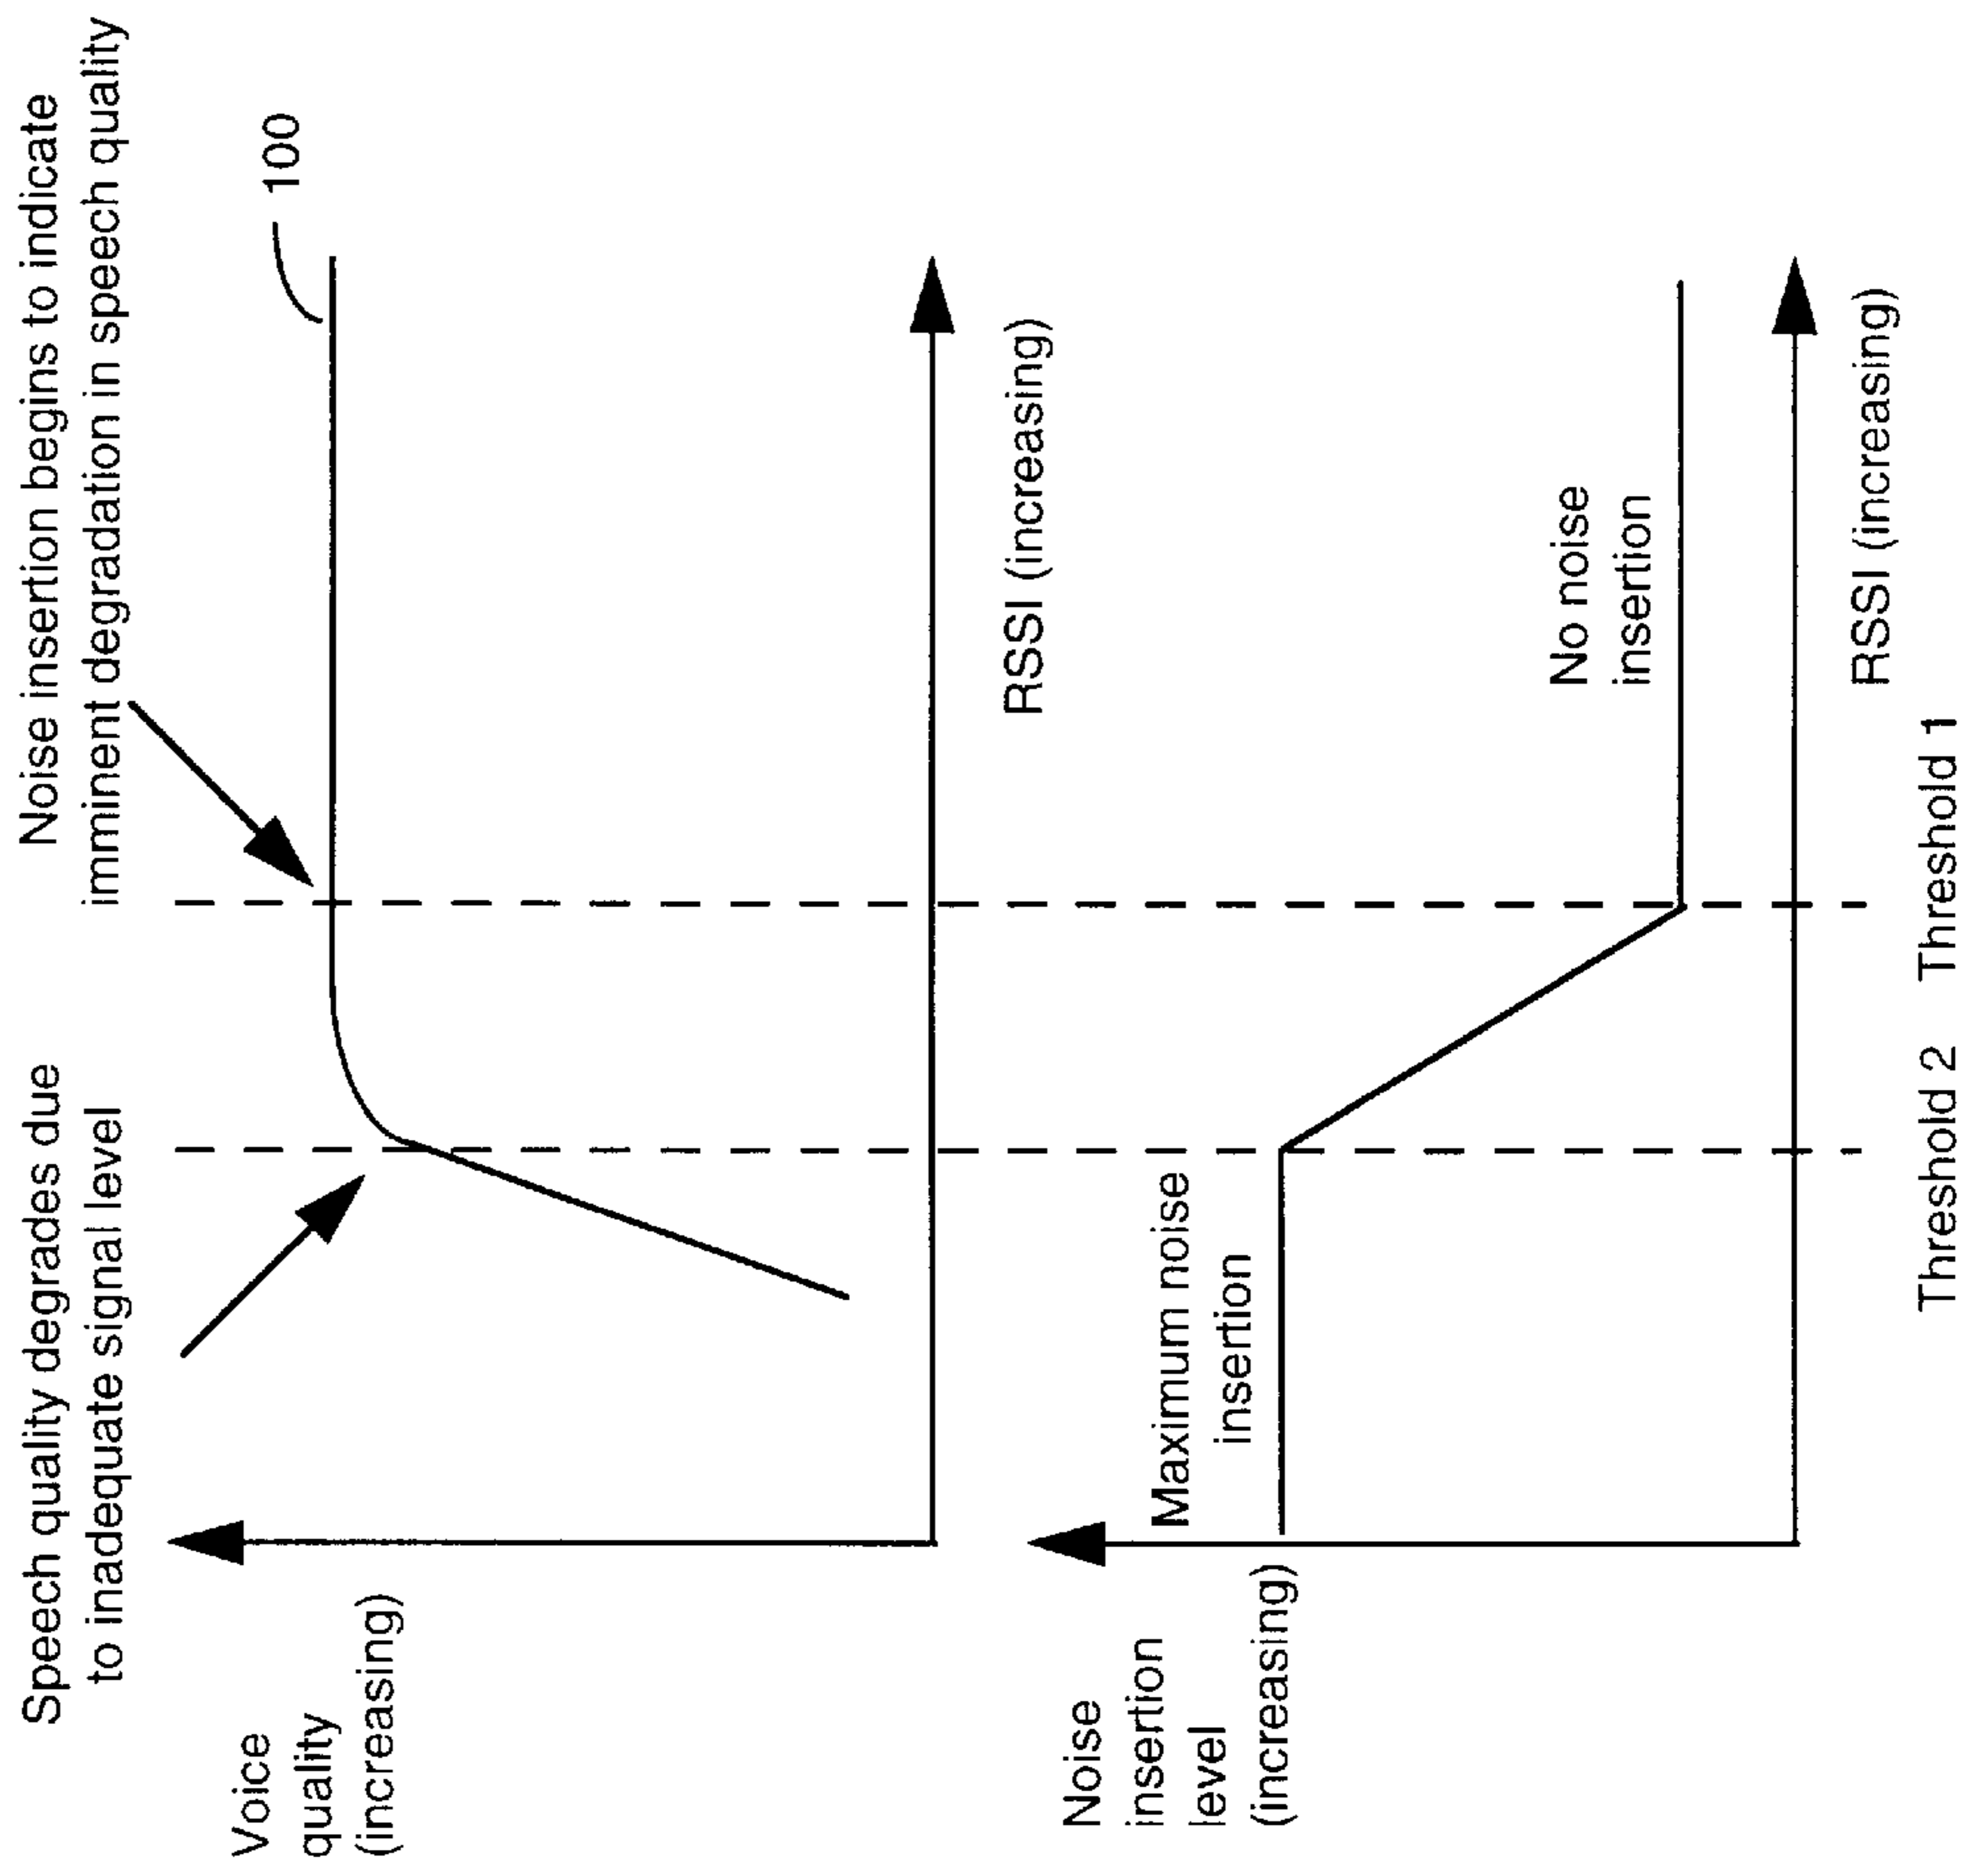 Speech quality degrades due
to inadequate signal level
Noise insertion begins to indicate
imminent degradation in speech quality
Voice
quality
(increasing)
100
RSSI (increasing)
Noise
insertion
level
(increasing)
Maximum noise
insertion
No noise
insertion
RSSI (increasing)
Threshold 2
Threshold 1